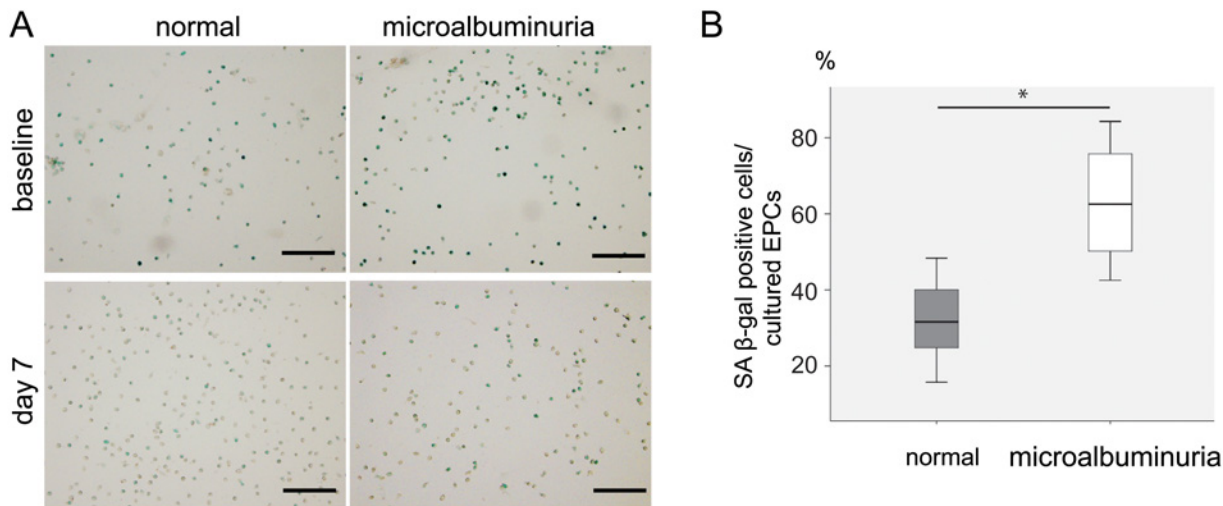 A
normal
microalbuminuria
baseline
day 7
B
%
*
80
60
40
20
SA β-gal positive cells/
cultured EPCs
normal
microalbuminuria